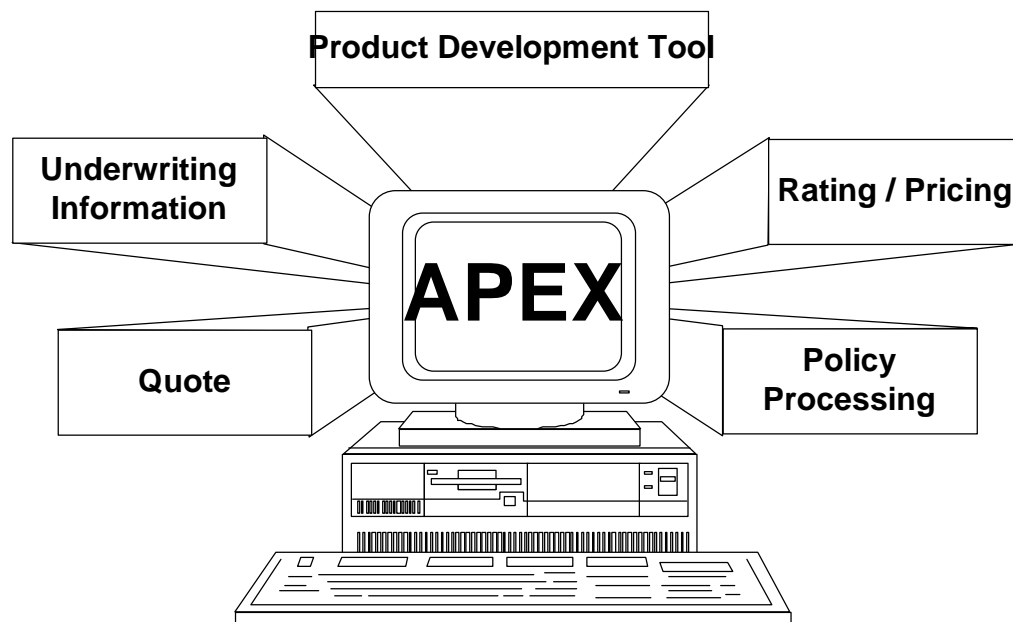 Product Development Tool
Underwriting
Information
Rating / Pricing
APEX
Quote
Policy
Processing